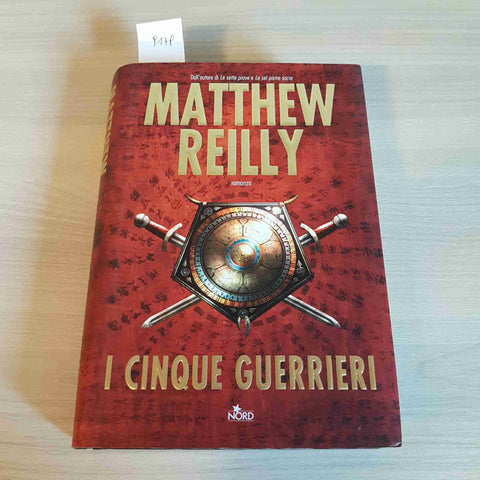 Dall'autore di Le sette prove e Le sei pietre sacre
MATTHEW
REILLY
romanzo
I CINQUE GUERRIERI
NORD